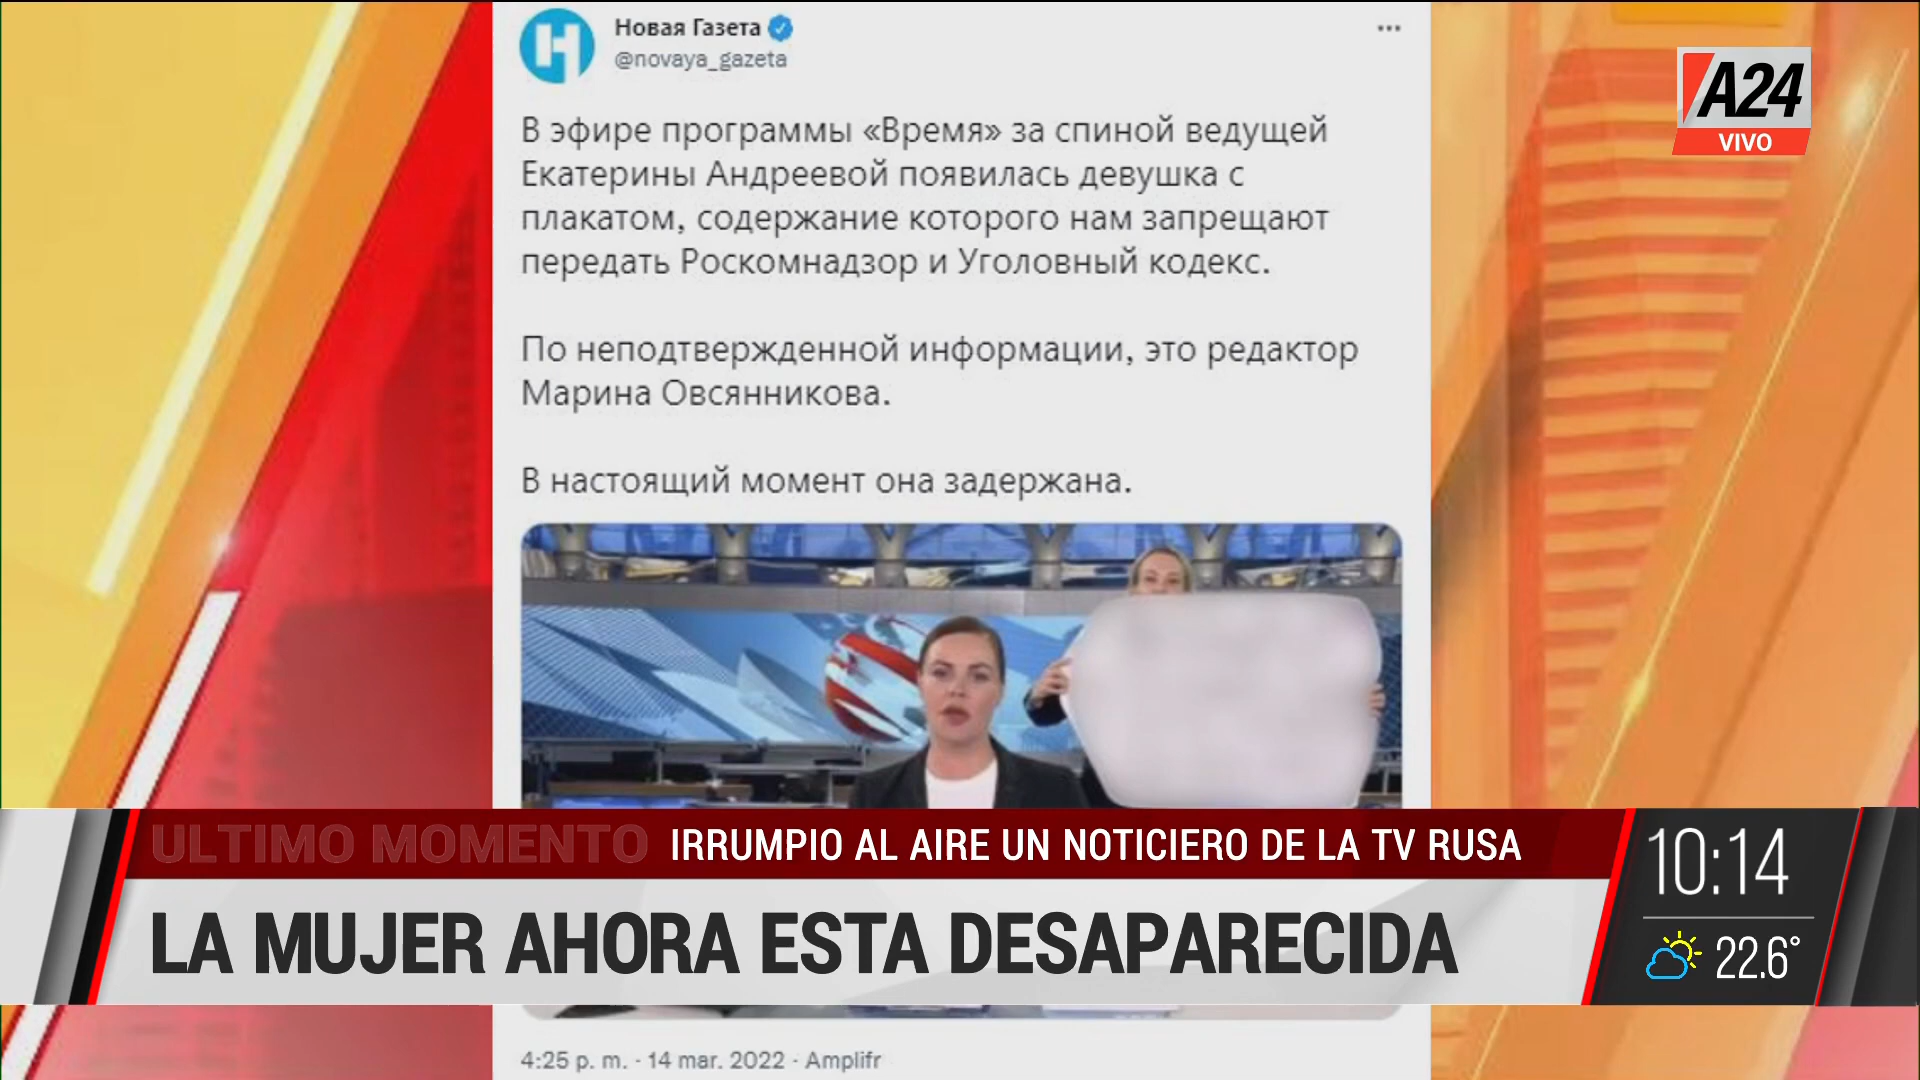 Новая Газета
@novaya_gazeta
A24
VIVO
В эфире программы «Время» за спиной ведущей
Екатерины Андреевой появилась девушка с
плакатом, содержание которого нам запрещают
передать Роскомнадзор и Уголовный кодекс.
По неподтвержденной информации, это редактор
Марина Овсянникова.
В настоящий момент она задержана.
ULTIMO MOMENTO IRRUMPIO AL AIRE UN NOTICIERO DE LA TV RUSA
10:14
LA MUJER AHORA ESTA DESAPARECIDA
22.6°
4:25 p. m. · 14 mar. 2022 · Amplifr